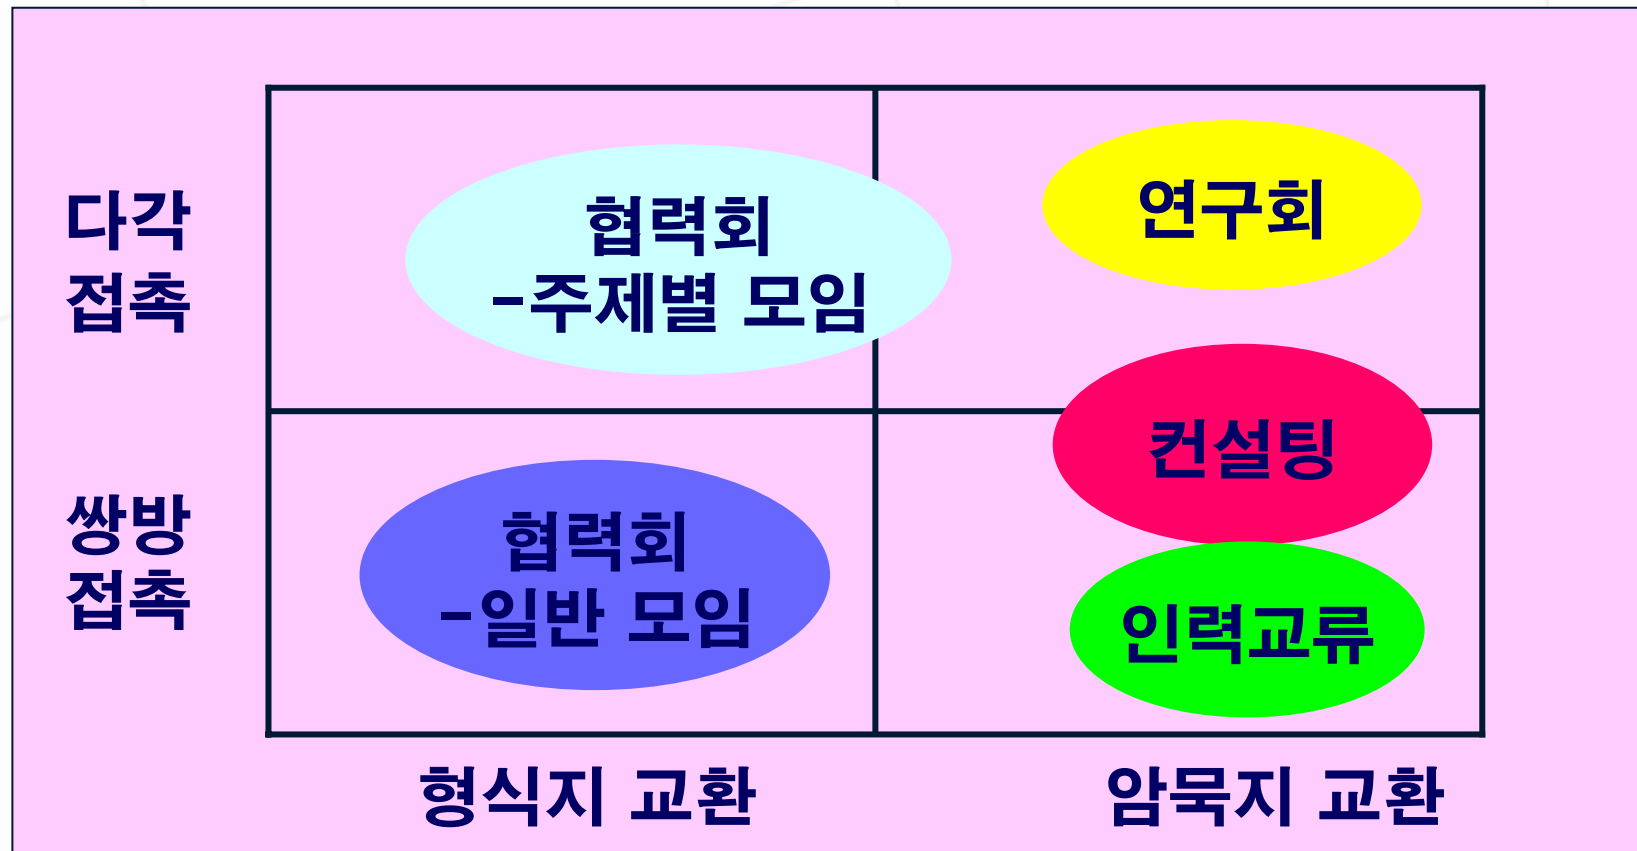 다각
접촉
협력회
-주제별 모임
연구회
컨설팅
쌍방
접촉
협력회
-일반 모임
인력교류
형식지 교환
암묵지 교환